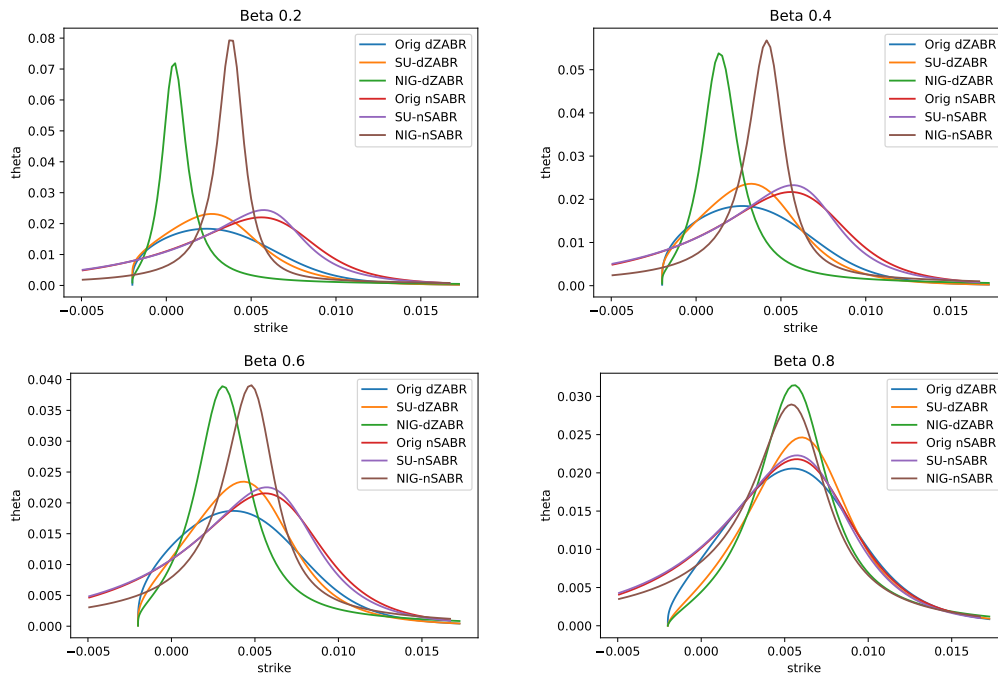 Beta 0.2
0.08
0.07
0.06
0.05
0.04
0.03
0.02
0.01
0.00
theta
−0.005
0.000
0.005
0.010
0.015
strike
Orig dZABR
SU-dZABR
NIG-dZABR
Orig nSABR
SU-nSABR
NIG-nSABR
Beta 0.4
0.05
0.04
0.03
0.02
0.01
0.00
theta
−0.005
0.000
0.005
0.010
0.015
strike
Orig dZABR
SU-dZABR
NIG-dZABR
Orig nSABR
SU-nSABR
NIG-nSABR
Beta 0.6
0.040
0.035
0.030
0.025
0.020
0.015
0.010
0.005
0.000
theta
−0.005
0.000
0.005
0.010
0.015
strike
Orig dZABR
SU-dZABR
NIG-dZABR
Orig nSABR
SU-nSABR
NIG-nSABR
Beta 0.8
0.030
0.025
0.020
0.015
0.010
0.005
0.000
theta
−0.005
0.000
0.005
0.010
0.015
strike
Orig dZABR
SU-dZABR
NIG-dZABR
Orig nSABR
SU-nSABR
NIG-nSABR